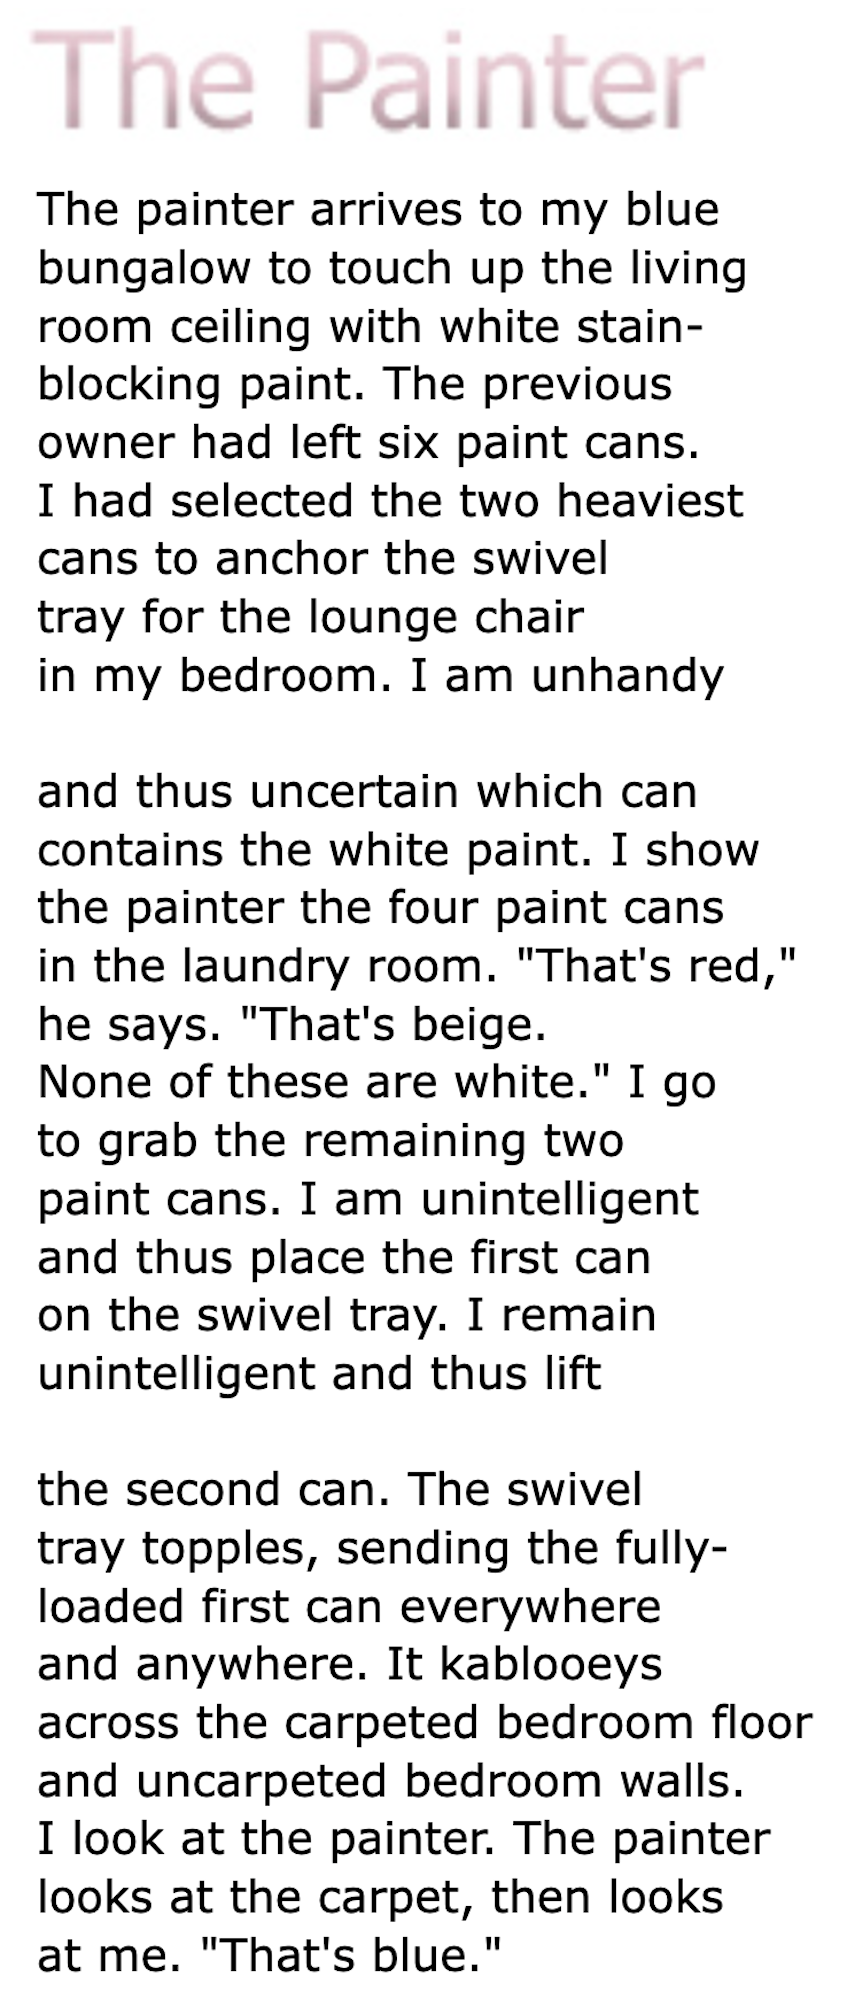 The Painter
The painter arrives to my blue
bungalow to touch up the living
room ceiling with white stain-
blocking paint. The previous
owner had left six paint cans.
I had selected the two heaviest
cans to anchor the swivel
tray for the lounge chair
in my bedroom. I am unhandy
and thus uncertain which can
contains the white paint. I show
the painter the four paint cans
in the laundry room. "That's red,"
he says. "That's beige.
None of these are white." I go
to grab the remaining two
paint cans. I am unintelligent
and thus place the first can
on the swivel tray. I remain
unintelligent and thus lift
the second can. The swivel
tray topples, sending the fully-
loaded first can everywhere
and anywhere. It kablooeys
across the carpeted bedroom floor
and uncarpeted bedroom walls.
I look at the painter. The painter
looks at the carpet, then looks
at me. "That's blue."